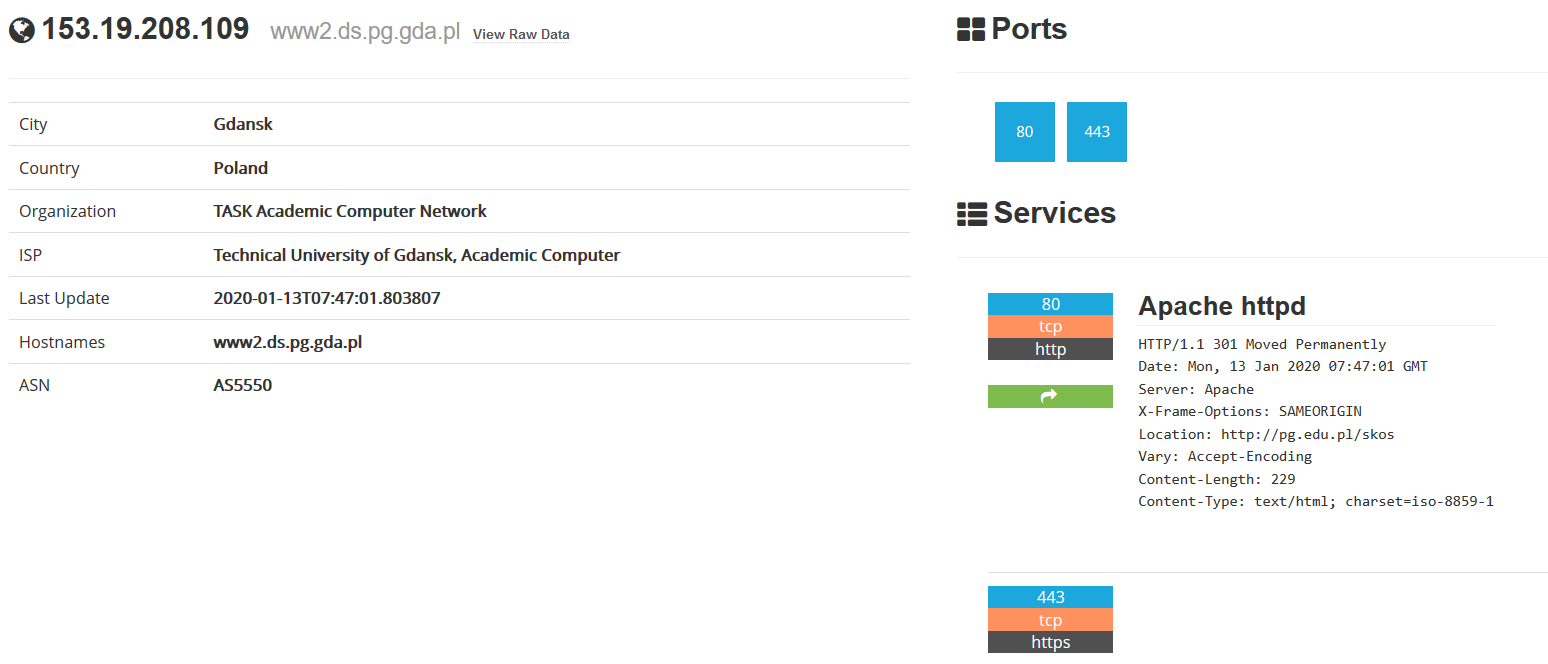 153.19.208.109 www2.ds.pg.gda.pl View Raw Data
City Gdansk
Country Poland
Organization TASK Academic Computer Network
ISP Technical University of Gdansk, Academic Computer
Last Update 2020-01-13T07:47:01.803807
Hostnames www2.ds.pg.gda.pl
ASN AS5550
Ports
80 443
Services
80
tcp
http
Apache httpd
HTTP/1.1 301 Moved Permanently
Date: Mon, 13 Jan 2020 07:47:01 GMT
Server: Apache
X-Frame-Options: SAMEORIGIN
Location: http://pg.edu.pl/skos
Vary: Accept-Encoding
Content-Length: 229
Content-Type: text/html; charset=iso-8859-1
443
tcp
https